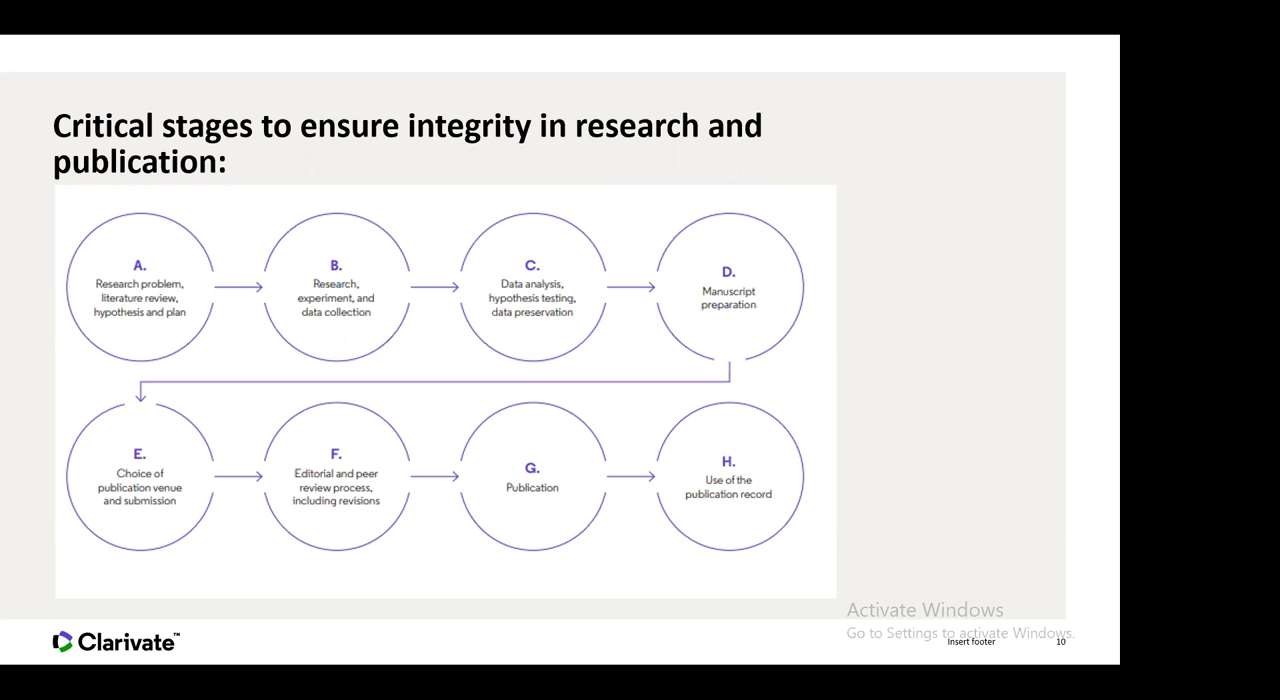 Critical stages to ensure integrity in research and
publication:
A.
Research problem,
literature review,
hypothesis and plan
B.
Research,
experiment, and
data collection
C.
Data analysis,
hypothesis testing,
data preservation
D.
Manuscript
preparation
E.
Choice of
publication venue
and submission
F.
Editorial and peer
review process,
including revisions
G.
Publication
H.
Use of the
publication record
Activate Windows
Go to Settings to activate Windows.
Clarivate™
Insert footer
10